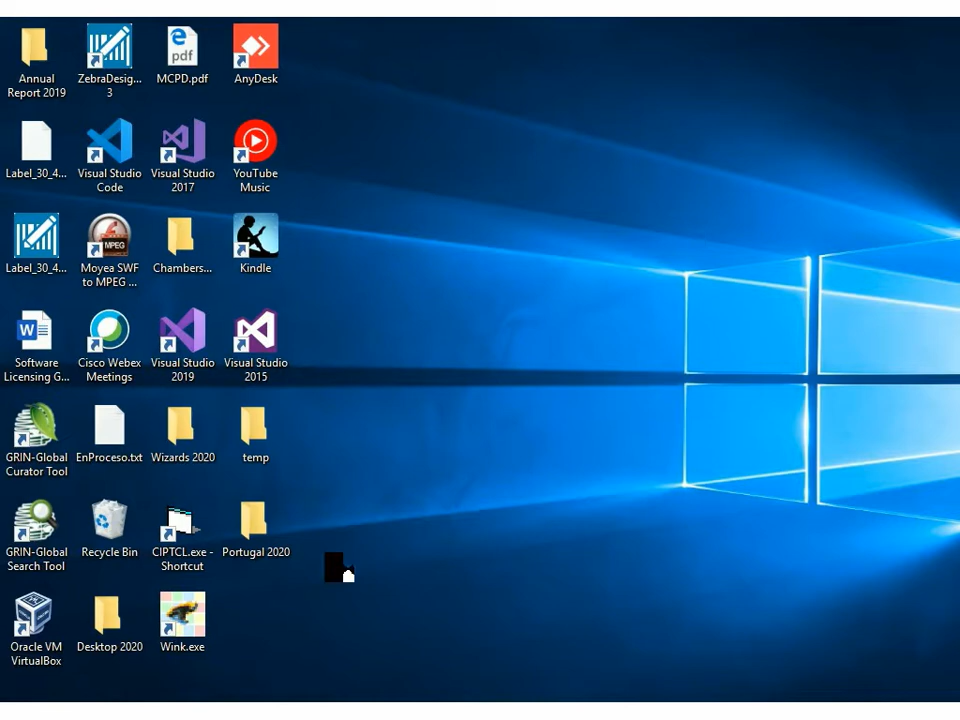 Annual
Report 2019
ZebraDesig...
3
pdf
MCPD.pdf
AnyDesk
Label_30_4...
Visual Studio
Code
Visual Studio
2017
YouTube
Music
Label_30_4...
MPEG
Moyea SWF
to MPEG ...
Chambers...
Kindle
W
Software
Licensing G...
Cisco Webex
Meetings
Visual Studio
2019
Visual Studio
2015
GRIN-Global
Curator Tool
EnProceso.txt
Wizards 2020
temp
GRIN-Global
Search Tool
Recycle Bin
CIPTCL.exe -
Shortcut
Portugal 2020
Oracle VM
VirtualBox
Desktop 2020
Wink.exe